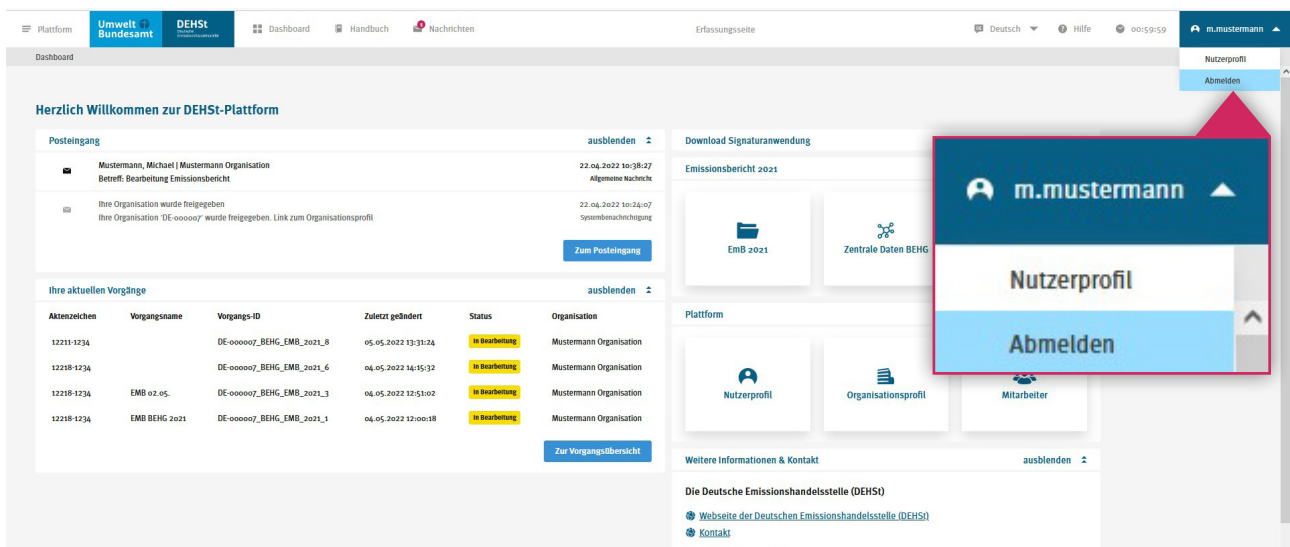 Plattform
Umwelt
Bundesamt
DEHSt
Dashboard
Handbuch
Nachrichten
Erfassungsseite
Deutsch
Hilfe
00:59:59
m.mustermann
Dashboard
Nutzerprofil
Abmelden
Herzlich Willkommen zur DEHSt-Plattform
Posteingang ausblenden
Mustermann, Michael | Mustermann Organisation 22.04.2022 10:38:27
Betreff: Bearbeitung Emissionsbericht Allgemeine Nachricht
Ihre Organisation wurde freigegeben 22.04.2022 10:24:07
Ihre Organisation 'DE-000007' wurde freigegeben. Link zum Organisationsprofil Systembenachrichtigung
Zum Posteingang
Ihre aktuellen Vorgänge ausblenden
Aktenzeichen Vorgangsname Vorgangs-ID Zuletzt geändert Status Organisation
12211-1234 DE-000007_BEHG_EMB_2021_8 05.05.2022 13:31:24 In Bearbeitung Mustermann Organisation
12218-1234 DE-000007_BEHG_EMB_2021_6 04.05.2022 14:15:32 In Bearbeitung Mustermann Organisation
12218-1234 EMB 02.05. DE-000007_BEHG_EMB_2021_3 04.05.2022 12:51:02 In Bearbeitung Mustermann Organisation
12218-1234 EMB BEHG 2021 DE-000007_BEHG_EMB_2021_1 04.05.2022 12:00:18 In Bearbeitung Mustermann Organisation
Zur Vorgangsübersicht
Download Signaturanwendung
Emissionsbericht 2021
EmB 2021
Zentrale Daten BEHG
m.mustermann
Nutzerprofil
Abmelden
Plattform
Nutzerprofil
Organisationsprofil
Mitarbeiter
Weitere Informationen & Kontakt ausblenden
Die Deutsche Emissionshandelsstelle (DEHSt)
Webseite der Deutschen Emissionshandelsstelle (DEHSt)
Kontakt